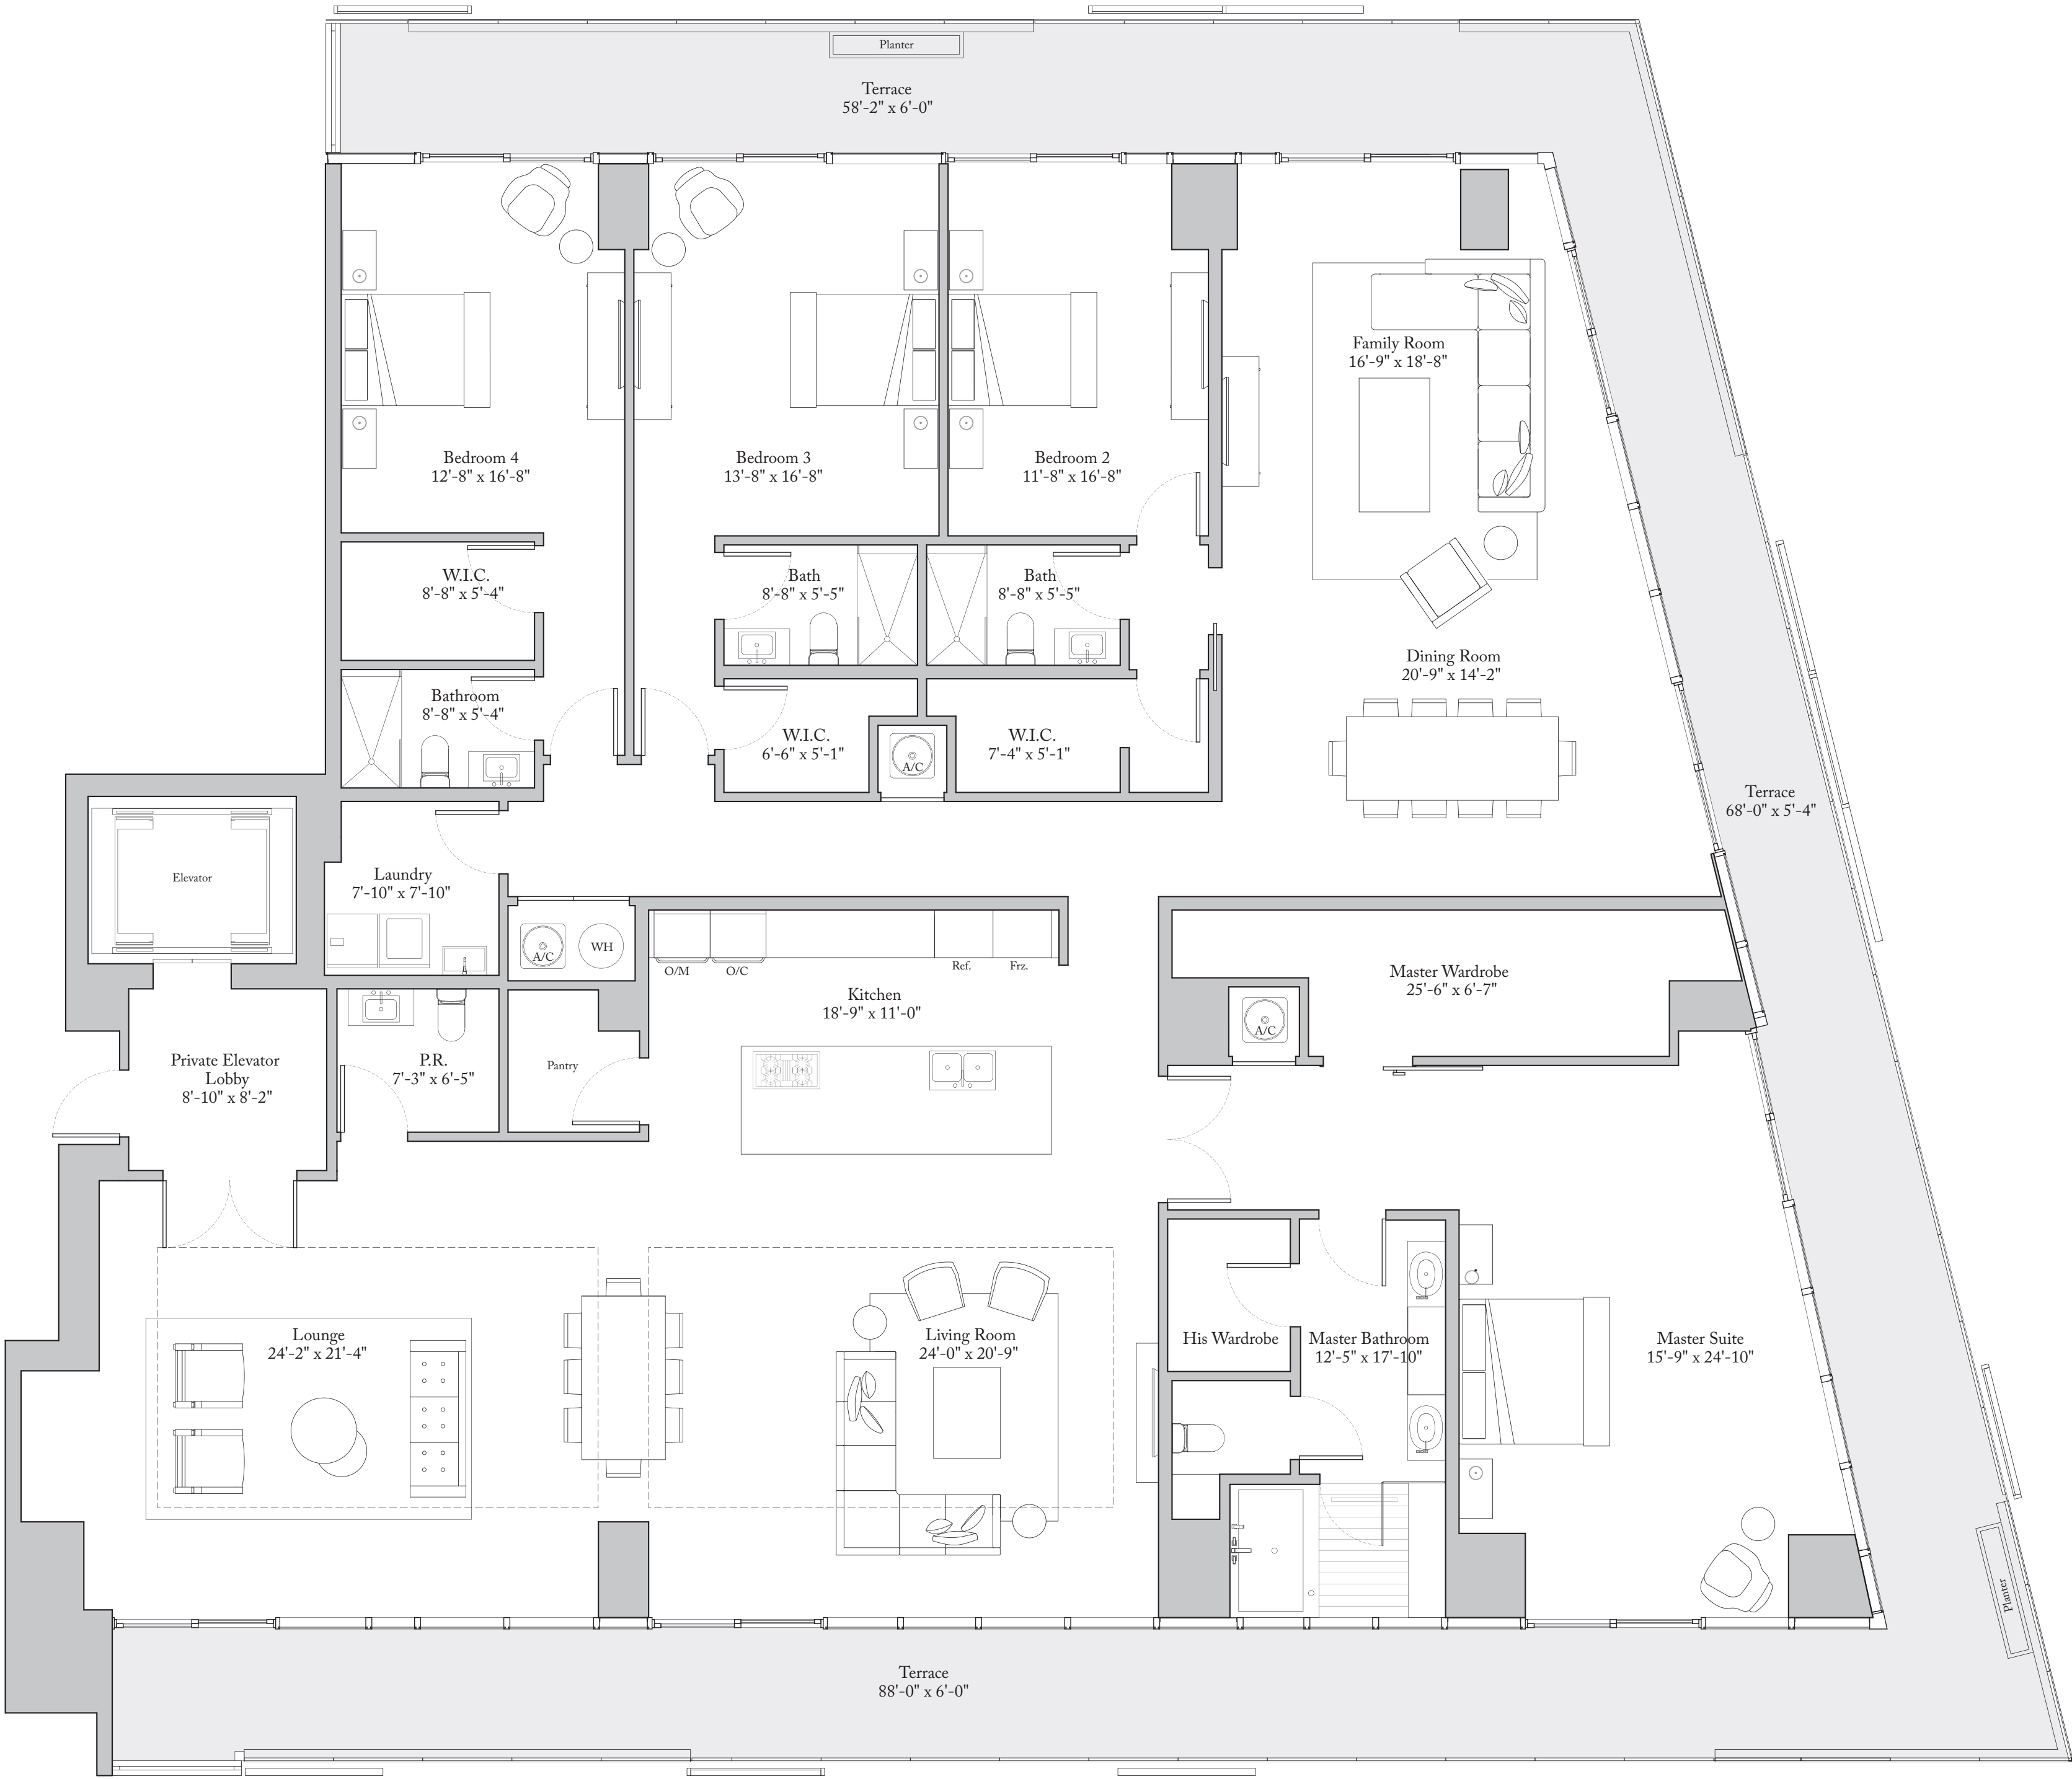 Planter
Terrace
58'-2" x 6'-0"
Family Room
16'-9" x 18'-8"
Bedroom 4
12'-8" x 16'-8"
Bedroom 3
13'-8" x 16'-8"
Bedroom 2
11'-8" x 16'-8"
W.I.C.
8'-8" x 5'-4"
Bath
8'-8" x 5'-5"
Bath
8'-8" x 5'-5"
Dining Room
20'-9" x 14'-2"
Bathroom
8'-8" x 5'-4"
W.I.C.
6'-6" x 5'-1"
A/C
W.I.C.
7'-4" x 5'-1"
Terrace
68'-0" x 5'-4"
Elevator
Laundry
7'-10" x 7'-10"
A/C
WH
O/M
O/C
Ref.
Frz.
Kitchen
18'-9" x 11'-0"
Master Wardrobe
25'-6" x 6'-7"
A/C
Private Elevator
Lobby
8'-10" x 8'-2"
P.R.
7'-3" x 6'-5"
Pantry
Lounge
24'-2" x 21'-4"
Living Room
24'-0" x 20'-9"
His Wardrobe
Master Bathroom
12'-5" x 17'-10"
Master Suite
15'-9" x 24'-10"
Planter
Terrace
88'-0" x 6'-0"